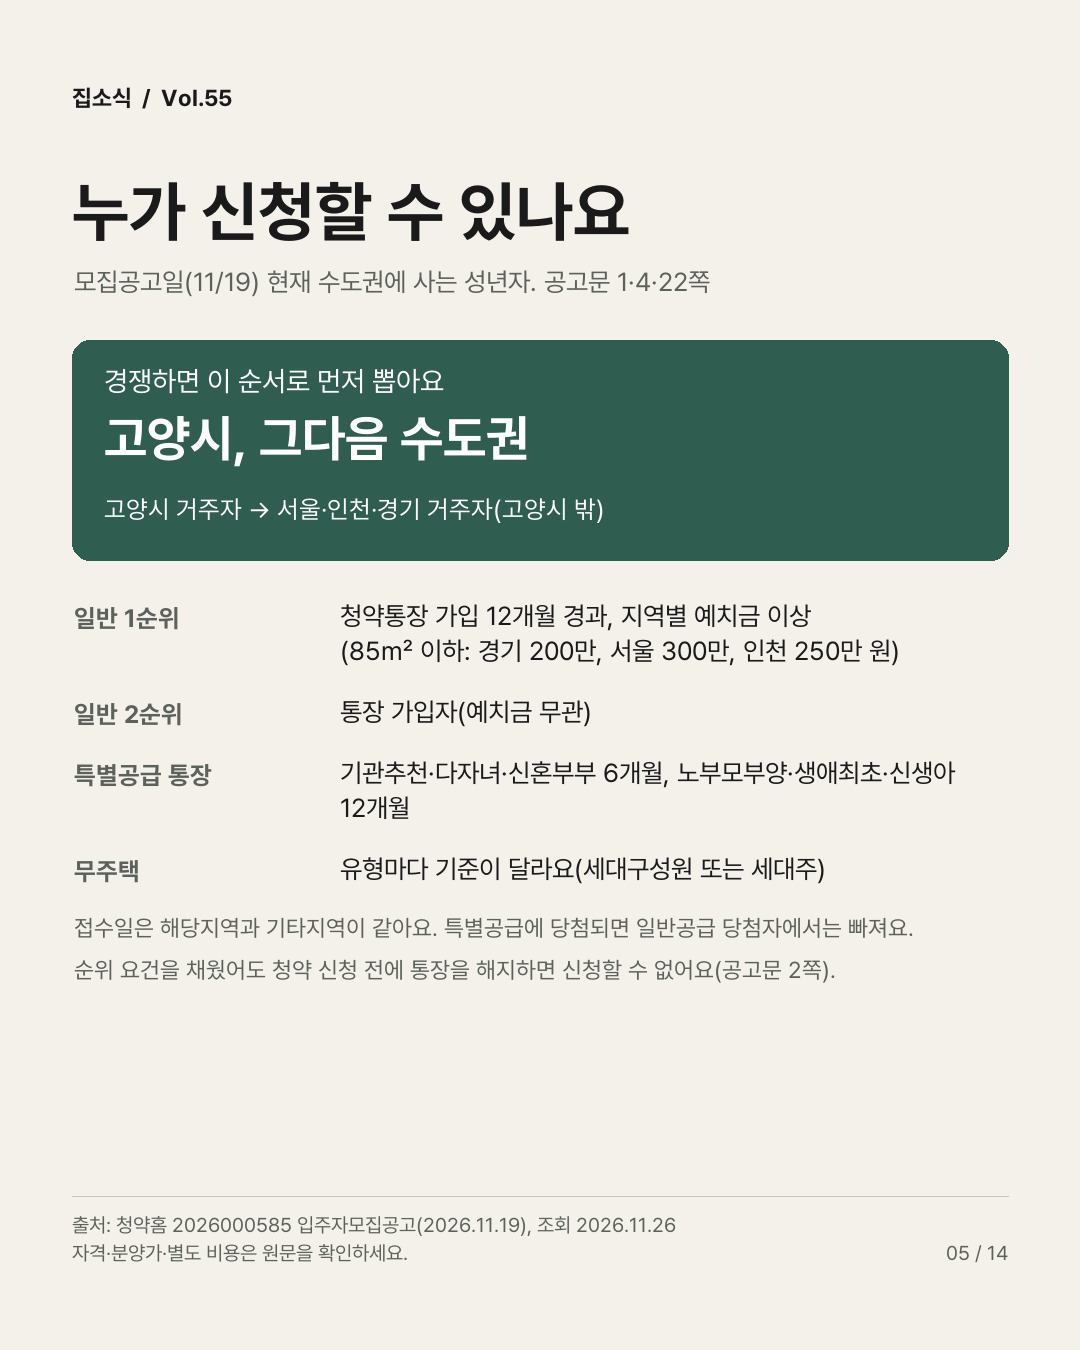 집소식 / Vol.55
누가 신청할 수 있나요
모집공고일(11/19) 현재 수도권에 사는 성년자. 공고문 1·4·22쪽
경쟁하면 이 순서로 먼저 뽑아요
고양시, 그다음 수도권
고양시 거주자 → 서울·인천·경기 거주자(고양시 밖)
일반 1순위 청약통장 가입 12개월 경과, 지역별 예치금 이상
(85m² 이하: 경기 200만, 서울 300만, 인천 250만 원)
일반 2순위 통장 가입자(예치금 무관)
특별공급 통장 기관추천·다자녀·신혼부부 6개월, 노부모부양·생애최초·신생아
12개월
무주택 유형마다 기준이 달라요(세대구성원 또는 세대주)
접수일은 해당지역과 기타지역이 같아요. 특별공급에 당첨되면 일반공급 당첨자에서는 빠져요.
순위 요건을 채웠어도 청약 신청 전에 통장을 해지하면 신청할 수 없어요(공고문 2쪽).
출처: 청약홈 2026000585 입주자모집공고(2026.11.19), 조회 2026.11.26
자격·분양가·별도 비용은 원문을 확인하세요.
05 / 14